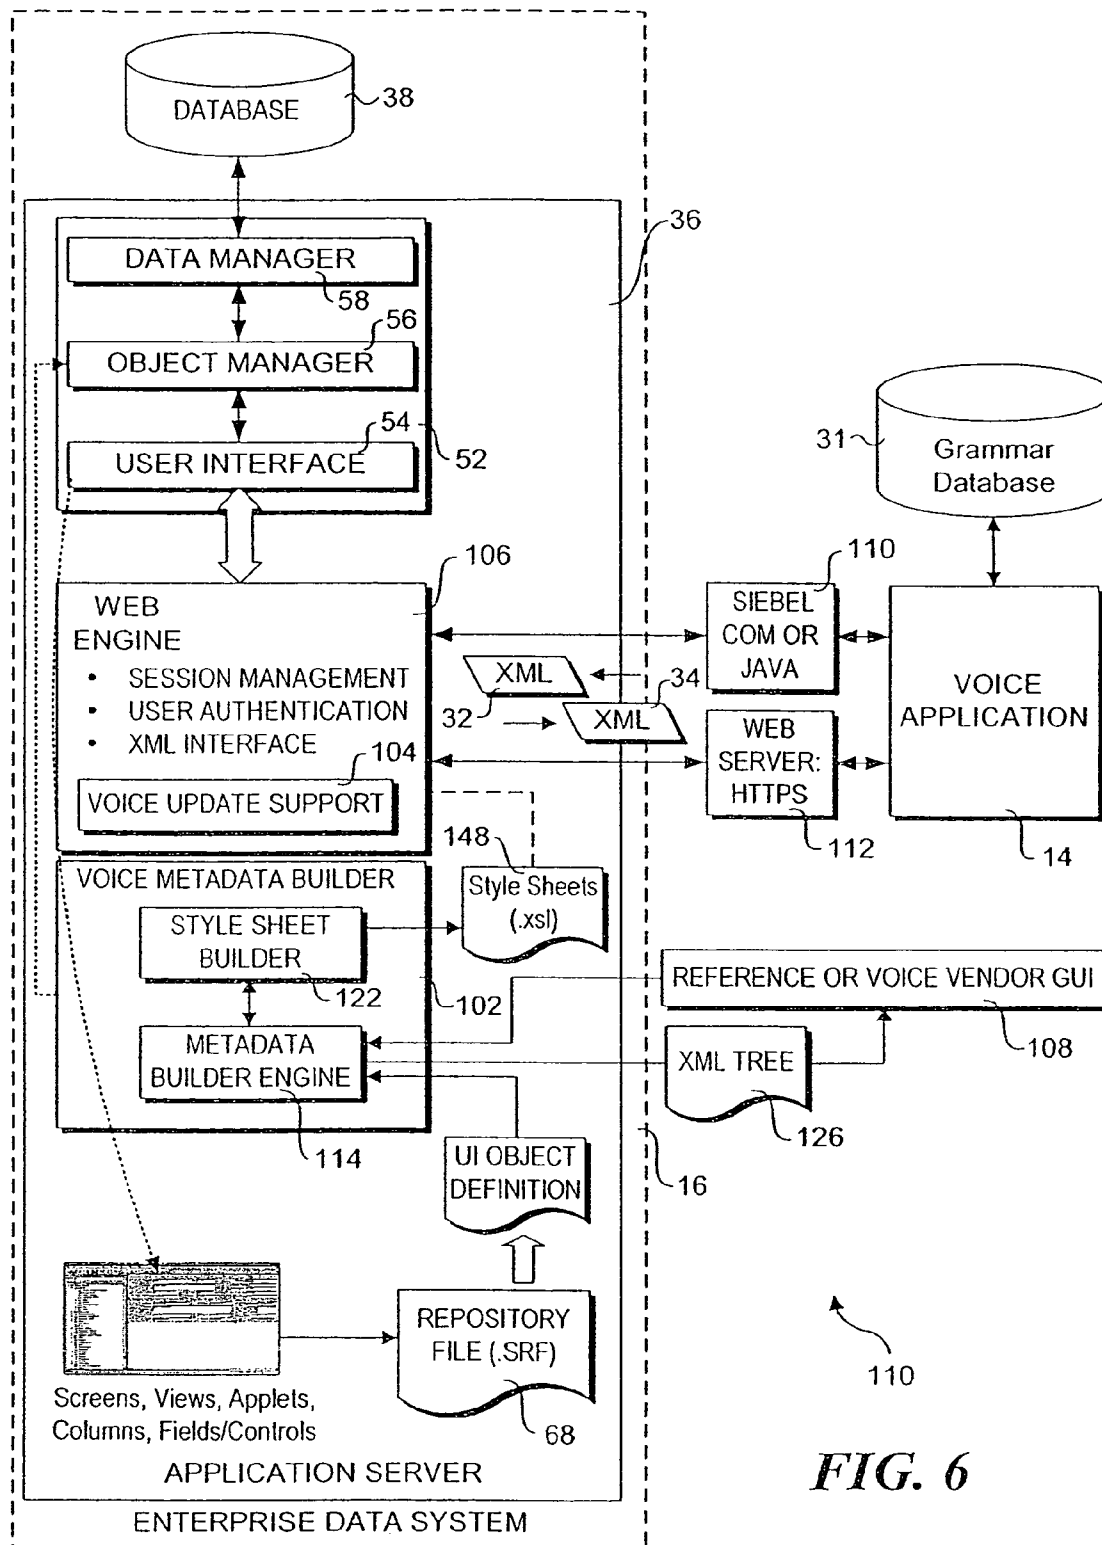 DATABASE
38
36
DATA MANAGER
58
56
OBJECT MANAGER
54
USER INTERFACE
52
31
Grammar
Database
106
WEB
ENGINE
• SESSION MANAGEMENT
• USER AUTHENTICATION
• XML INTERFACE
104
VOICE UPDATE SUPPORT
XML
32
34
XML
110
SIEBEL
COM OR
JAVA
WEB
SERVER:
HTTPS
112
VOICE
APPLICATION
14
148
Style Sheets
(.xsl)
VOICE METADATA BUILDER
STYLE SHEET
BUILDER
122
102
METADATA
BUILDER ENGINE
114
REFERENCE OR VOICE VENDOR GUI
108
XML TREE
126
UI OBJECT
DEFINITION
16
REPOSITORY
FILE (.SRF)
68
Screens, Views, Applets,
Columns, Fields/Controls
110
APPLICATION SERVER
ENTERPRISE DATA SYSTEM
FIG. 6